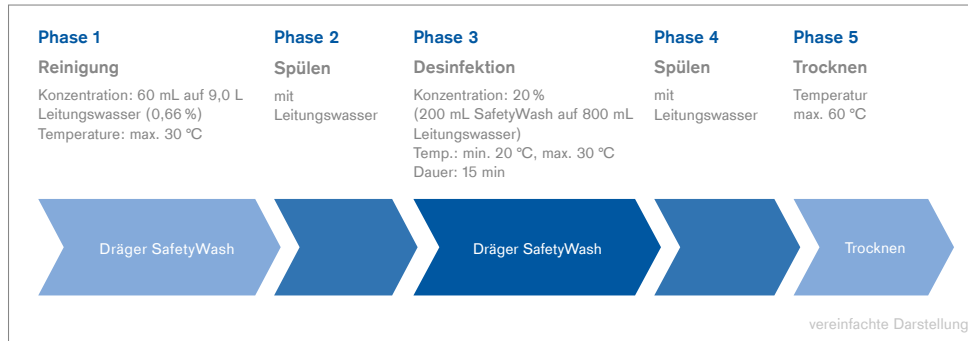 Phase 1
Reinigung
Konzentration: 60 mL auf 9,0 L
Leitungswasser (0,66 %)
Temperature: max. 30 °C
Phase 2
Spülen
mit
Leitungswasser
Phase 3
Desinfektion
Konzentration: 20 %
(200 mL SafetyWash auf 800 mL
Leitungswasser)
Temp.: min. 20 °C, max. 30 °C
Dauer: 15 min
Phase 4
Spülen
mit
Leitungswasser
Phase 5
Trocknen
Temperatur
max. 60 °C
Dräger SafetyWash
Dräger SafetyWash
Trocknen
vereinfachte Darstellung